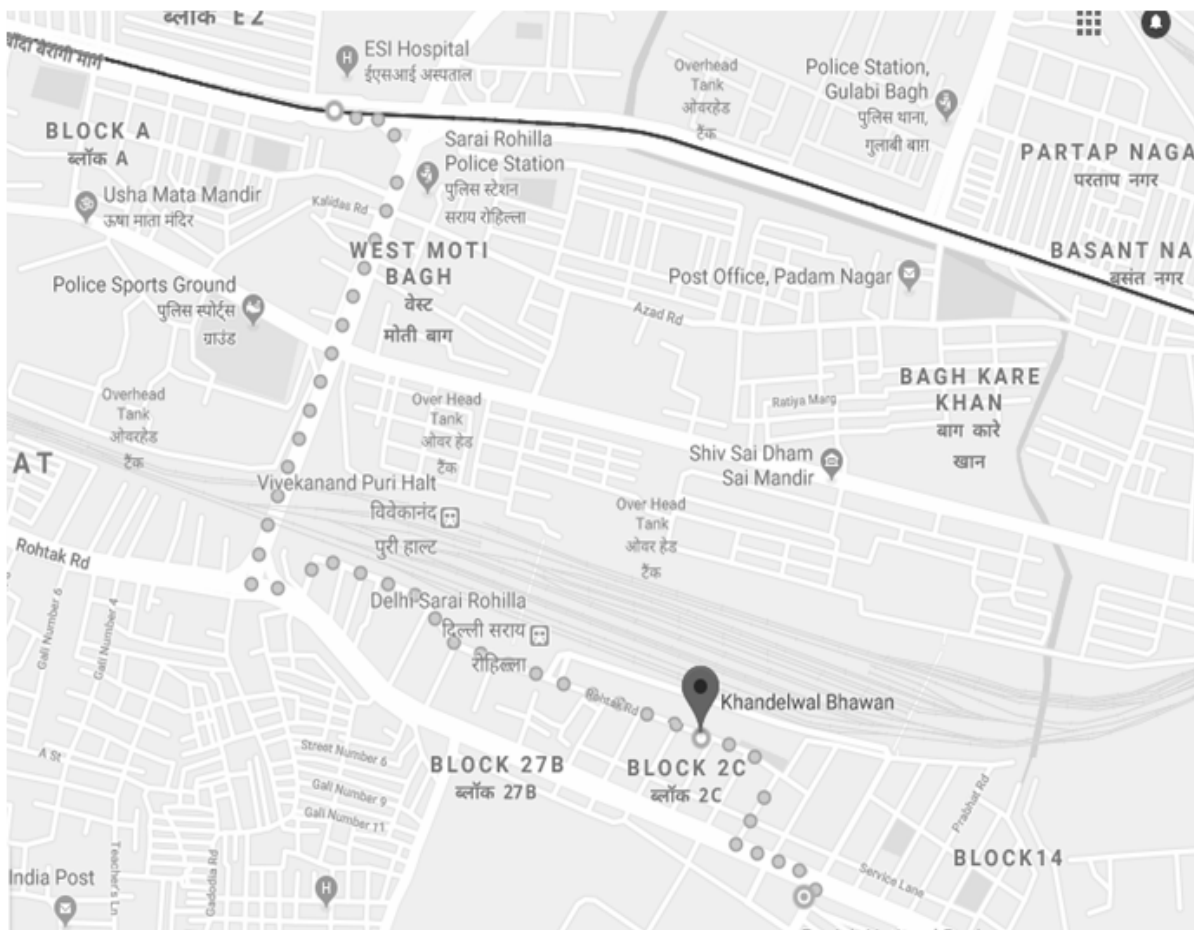 ब्लॉक E2
बैरागी मार्ग
ESI Hospital
ईएसआई अस्पताल
Overhead
Tank
ओवरहेड
टैंक
Police Station,
Gulabi Bagh
पुलिस थाना,
गुलाबी बाग
BLOCK A
ब्लॉक A
Sarai Rohilla
Police Station
पुलिस स्टेशन
सराय रोहिल्ला
PARTAP NAGA
परताप नगर
Usha Mata Mandir
ऊषा माता मंदिर
Kalidas Rd
WEST MOTI
BAGH
वेस्ट
मोती बाग
BASANT NA
बसंत नगर
Post Office, Padam Nagar
Police Sports Ground
पुलिस स्पोर्ट्स
ग्राउंड
Azad Rd
BAGH KARE
KHAN
बाग कारे
खान
Overhead
Tank
ओवरहेड
टैंक
Over Head
Tank
ओवर हेड
टैंक
Ratiya Marg
Shiv Sai Dham
Sai Mandir
AT
Vivekanand Puri Halt
विवेकानंद
पुरी हाल्ट
Over Head
Tank
ओवर हेड
टैंक
Rohtak Rd
Gali Number 6
Gali Number 4
Delhi Sarai Rohilla
दिल्ली सराय
रोहिल्ला
Rohtak Rd
Khandelwal Bhawan
A St
Street Number 6
Gali Number 9
Gali Number 11
BLOCK 27B
ब्लॉक 27B
BLOCK 2C
ब्लॉक 2C
Prabhat Rd
BLOCK14
Service Lane
India Post
Teacher's Ln
Gadodia Rd
H